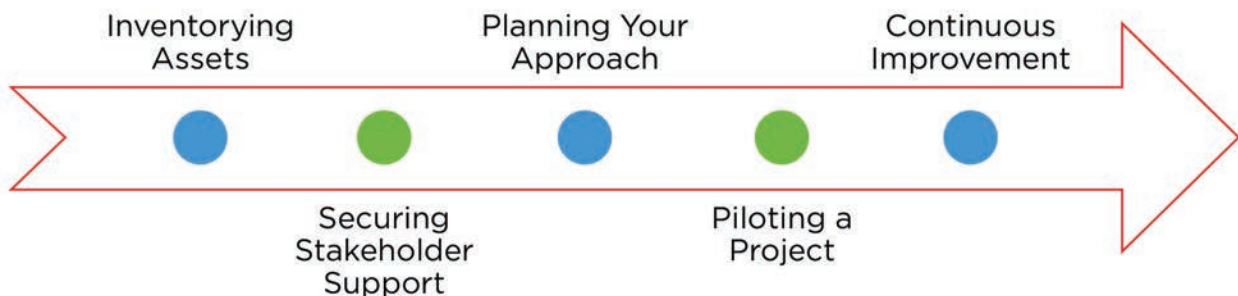 Inventorying
Assets
Securing
Stakeholder
Support
Planning Your
Approach
Piloting a
Project
Continuous
Improvement